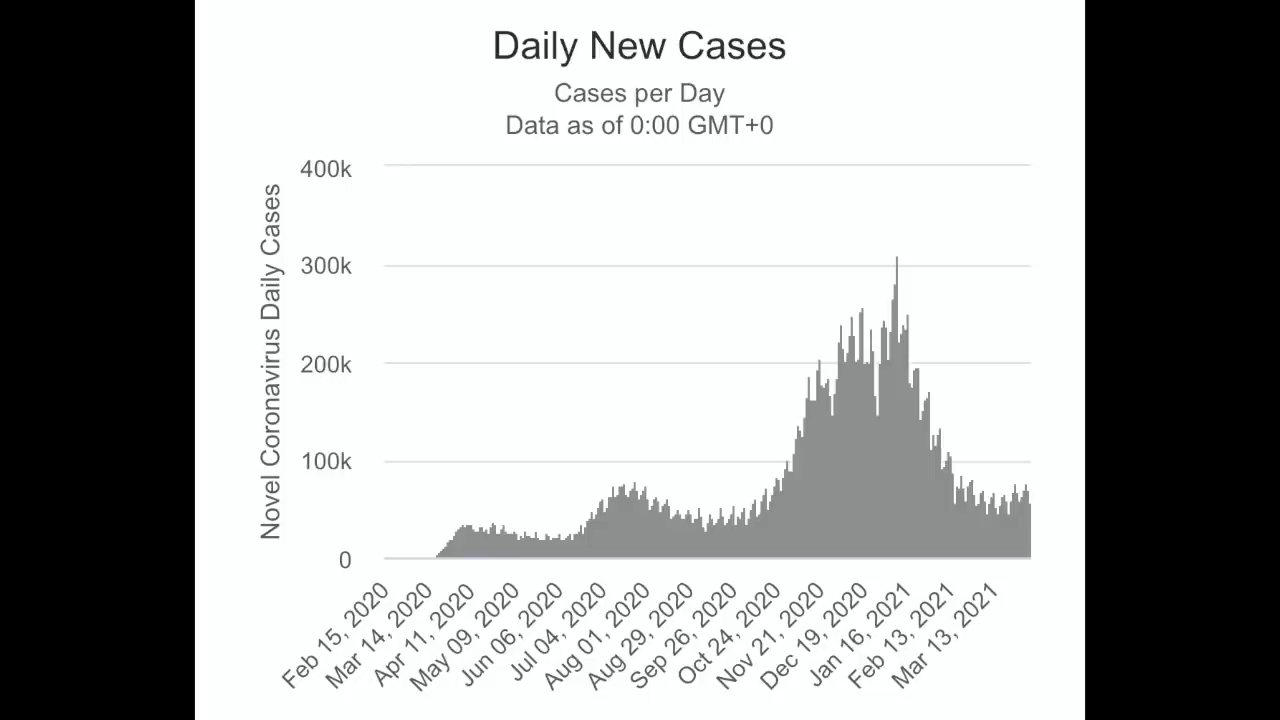 Daily New Cases
Cases per Day
Data as of 0:00 GMT+0
Novel Coronavirus Daily Cases
400k
300k
200k
100k
0
Feb 15, 2020
Mar 14, 2020
Apr 11, 2020
May 09, 2020
Jun 06, 2020
Jul 04, 2020
Aug 01, 2020
Aug 29, 2020
Sep 26, 2020
Oct 24, 2020
Nov 21, 2020
Dec 19, 2020
Jan 16, 2021
Feb 13, 2021
Mar 13, 2021